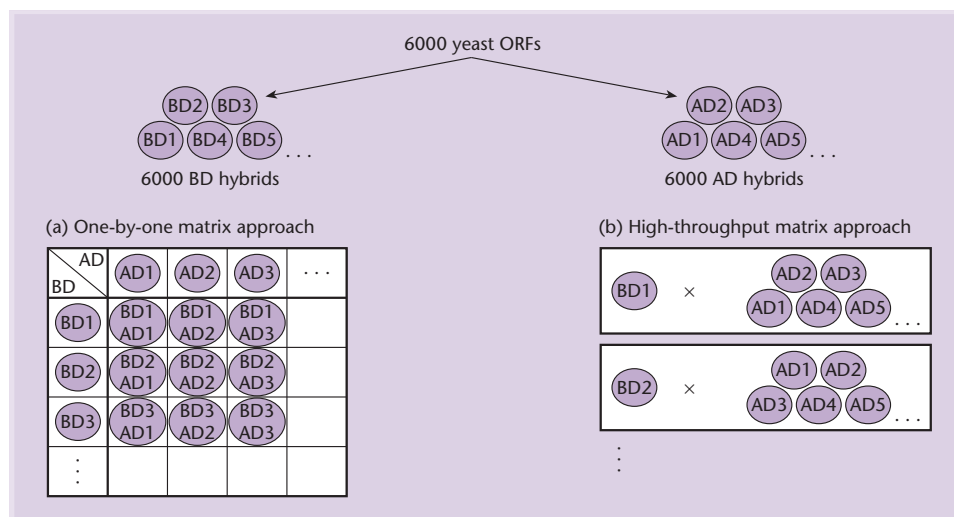 6000 yeast ORFs
BD2 BD3
BD1 BD4 BD5 ...
6000 BD hybrids
AD2 AD3
AD1 AD4 AD5 ...
6000 AD hybrids
(a) One-by-one matrix approach
AD
BD
AD1 AD2 AD3 ...
BD1 BD1 AD1 BD1 AD2 BD1 AD3
BD2 BD2 AD1 BD2 AD2 BD2 AD3
BD3 BD3 AD1 BD3 AD2 BD3 AD3
...
(b) High-throughput matrix approach
AD2 AD3
BD1 × AD1 AD4 AD5 ...
AD1 AD2
BD2 × AD3 AD4 AD5 ...
...